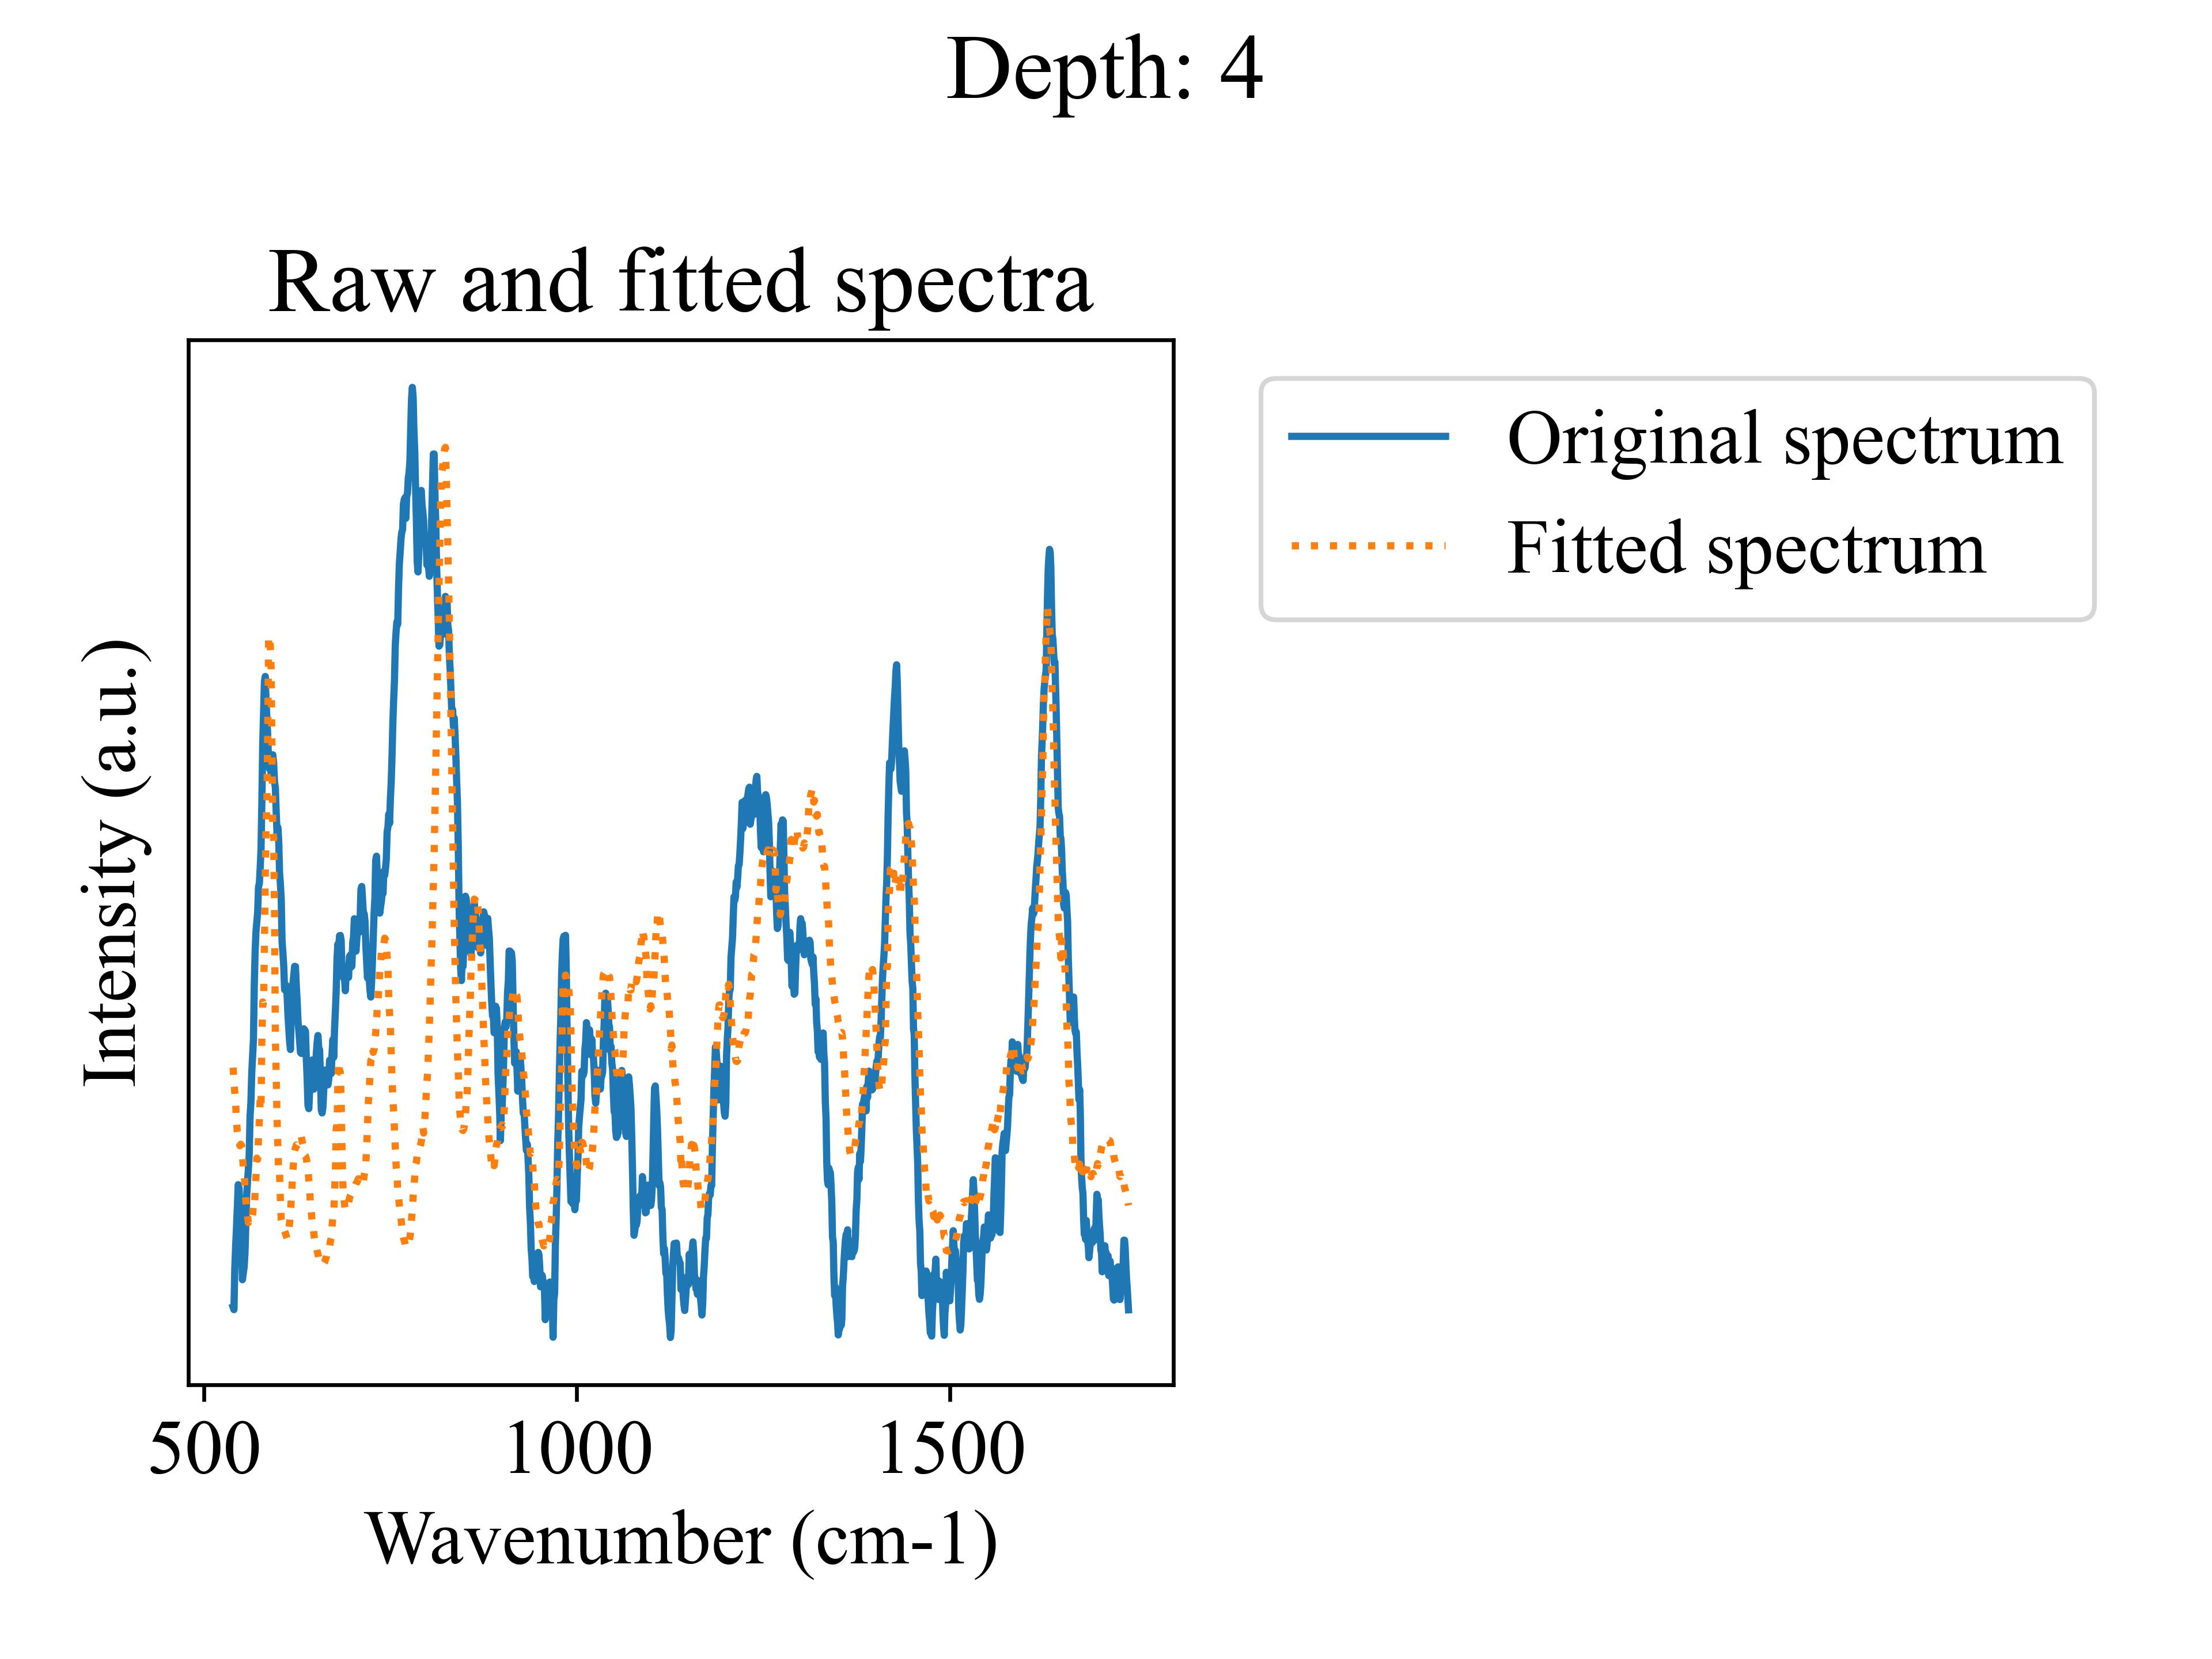 Depth: 4
Raw and fitted spectra
Original spectrum
Fitted spectrum
Intensity (a.u.)
500 1000 1500
Wavenumber (cm-1)